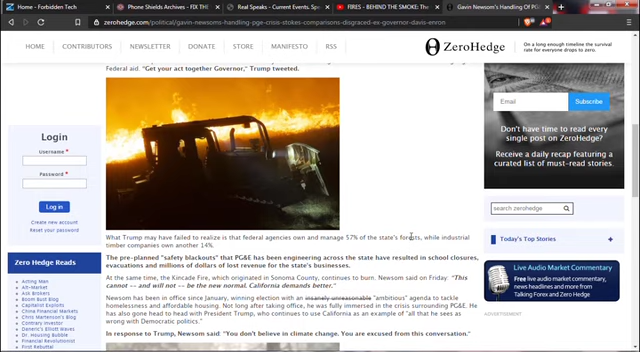 Home - Forbidden Tech
Phone Shields Archives - FIX THE
Real Speaks - Current Events, Spe
FIRES - BEHIND THE SMOKE: The
Gavin Newsom's Handling Of PG
zerohedge.com/political/gavin-newsoms-handling-pge-crisis-stokes-comparisons-disgraced-ex-governor-davis-enron
HOME
CONTRIBUTORS
NEWSLETTER
DONATE
STORE
MANIFESTO
RSS
ZeroHedge
On a long enough timeline the survival
rate for everyone drops to zero.
Federal aid. "Get your act together Governor," Trump tweeted.
Login
Username *
Password *
Log in
Create new account
Reset your password
Zero Hedge Reads
Acting Man
Alt-Market
Ask Brokers
Boom Bust Blog
Capitalist Exploits
China Financial Markets
Chris Martenson's Blog
Contrary Investor
Demeter's Elliott Waves
Dr. Housing Bubble
Financial Revolutionist
First Rebuttal
What Trump may have failed to realize is that federal agencies own and manage 57% of the state's forests, while industrial
timber companies own another 14%.
The pre-planned "safety blackouts" that PG&E has been engineering across the state have resulted in school closures,
evacuations and millions of dollars of lost revenue for the state's businesses.
At the same time, the Kincade Fire, which originated in Sonoma County, continues to burn. Newsom said on Friday: "This
cannot – and will not -- be the new normal. California demands better."
Newsom has been in office since January, winning election with an insanely unreasonable "ambitious" agenda to tackle
homelessness and affordable housing. Not long after taking office, he was fully immersed in the crisis surrounding PG&E. He
has also gone head to head with President Trump, who continues to use California as an example of "all that he sees as
wrong with Democratic politics."
In response to Trump, Newsom said: "You don't believe in climate change. You are excused from this conversation."
Email
Subscribe
Don't have time to read every
single post on ZeroHedge?
Receive a daily recap featuring a
curated list of must-read stories.
search zerohedge
Today's Top Stories
+
Live Audio Market Commentary
Free live market commentary,
news headlines and more from
Talking Forex and Zero Hedge
ADVERTISEMENT